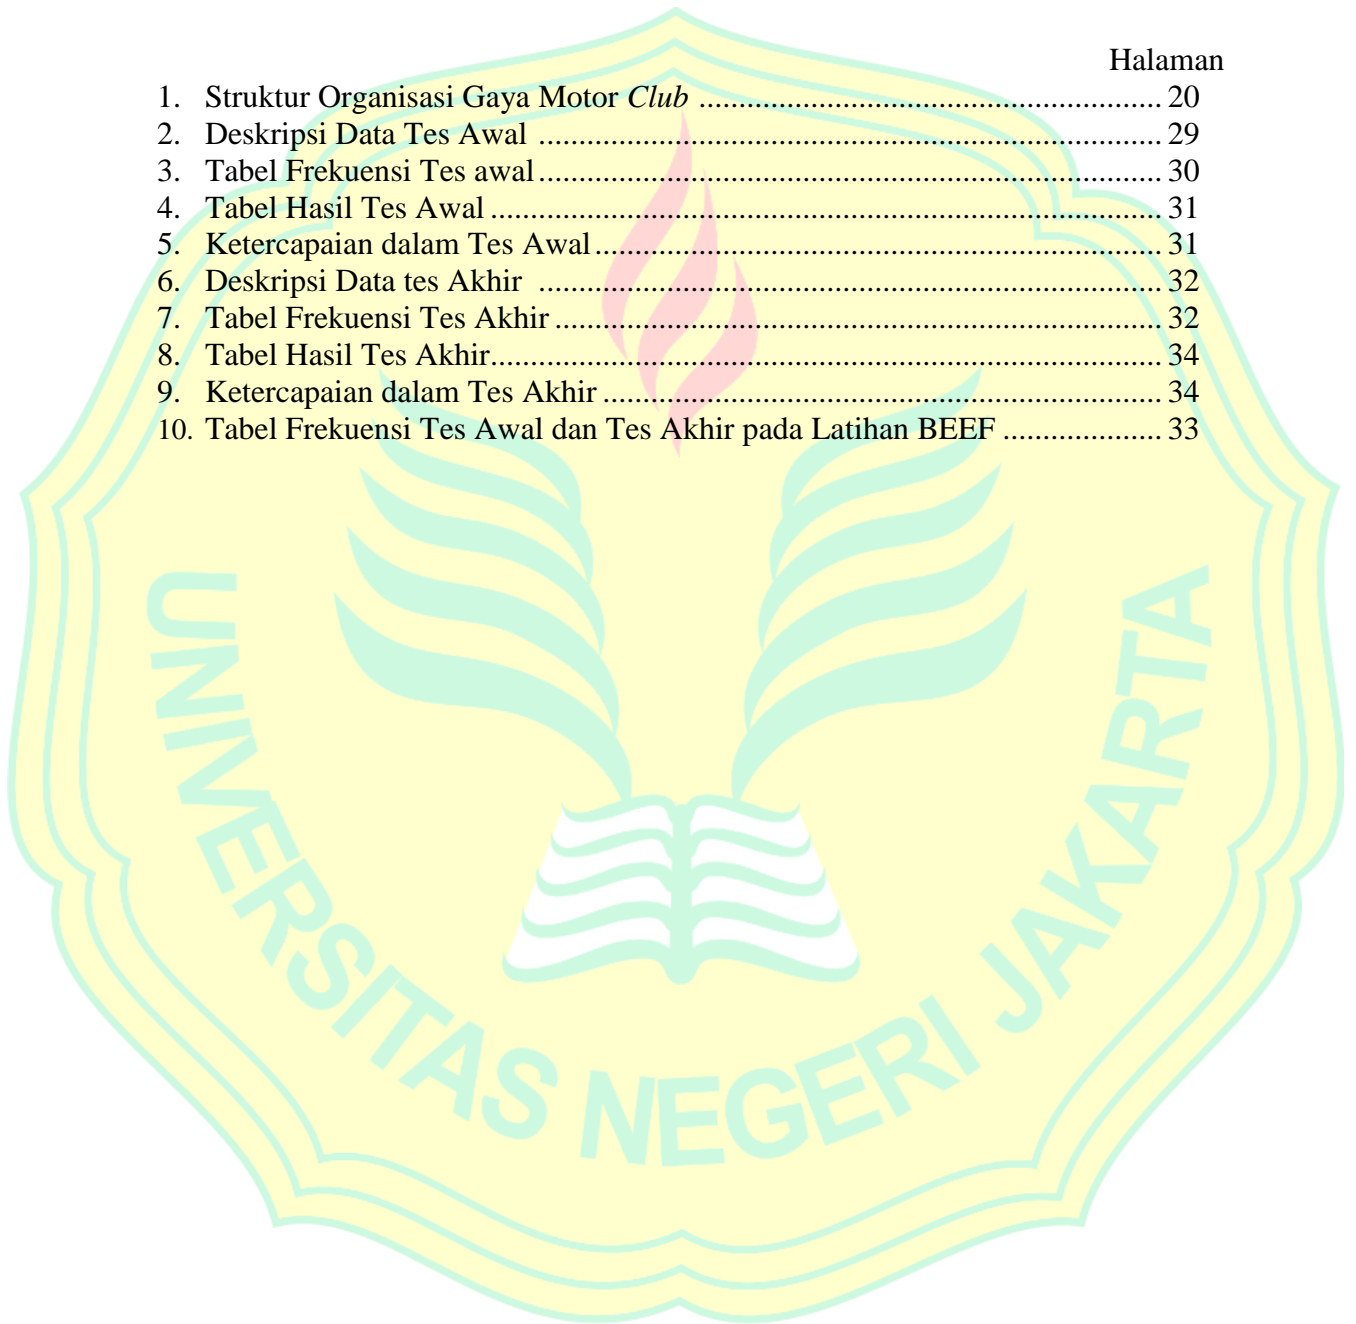 Halaman
1. Struktur Organisasi Gaya Motor Club ........................................................ 20
2. Deskripsi Data Tes Awal ........................................................................... 29
3. Tabel Frekuensi Tes awal ........................................................................... 30
4. Tabel Hasil Tes Awal ................................................................................. 31
5. Ketercapaian dalam Tes Awal .................................................................... 31
6. Deskripsi Data tes Akhir ........................................................................... 32
7. Tabel Frekuensi Tes Akhir ......................................................................... 32
8. Tabel Hasil Tes Akhir ................................................................................. 34
9. Ketercapaian dalam Tes Akhir ................................................................... 34
10. Tabel Frekuensi Tes Awal dan Tes Akhir pada Latihan BEEF .................... 33
UNIVERSITAS NEGERI JAKARTA